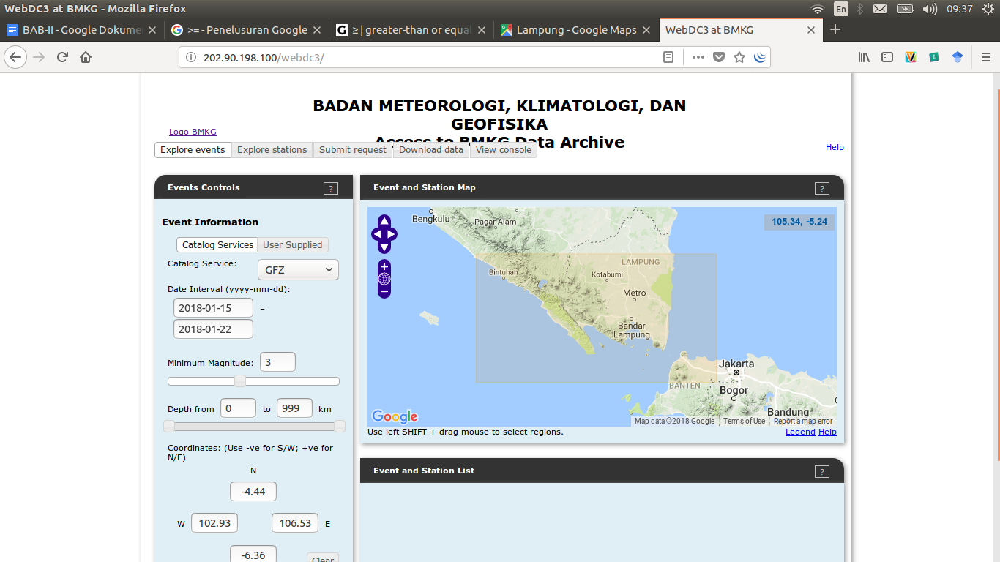 WebDC3 at BMKG - Mozilla Firefox
En
09:37
BAB-II - Google Dokume
>= - Penelusuran Google
≥ | greater-than or equal
Lampung - Google Maps
WebDC3 at BMKG
202.90.198.100/webdc3/
BADAN METEOROLOGI, KLIMATOLOGI, DAN
GEOFISIKA
Access to BMKG Data Archive
Logo BMKG
Explore events
Explore stations
Submit request
Download data
View console
Help
Events Controls
?
Event Information
Catalog Services
User Supplied
Catalog Service:
GFZ
Date Interval (yyyy-mm-dd):
2018-01-15
–
2018-01-22
Minimum Magnitude:
3
Depth from
0
to
999
km
Coordinates: (Use -ve for S/W; +ve for
N/E)
N
-4.44
W
102.93
106.53
E
-6.36
Clear
Event and Station Map
?
105.34, -5.24
Bengkulu
Pagar Alam
LAMPUNG
Bintuhan
Kotabumi
Metro
Bandar
Lampung
Jakarta
BANTEN
Bogor
Bandung
Google
Map data ©2018 Google
Terms of Use
Report a map error
Use left SHIFT + drag mouse to select regions.
Legend
Help
Event and Station List
?